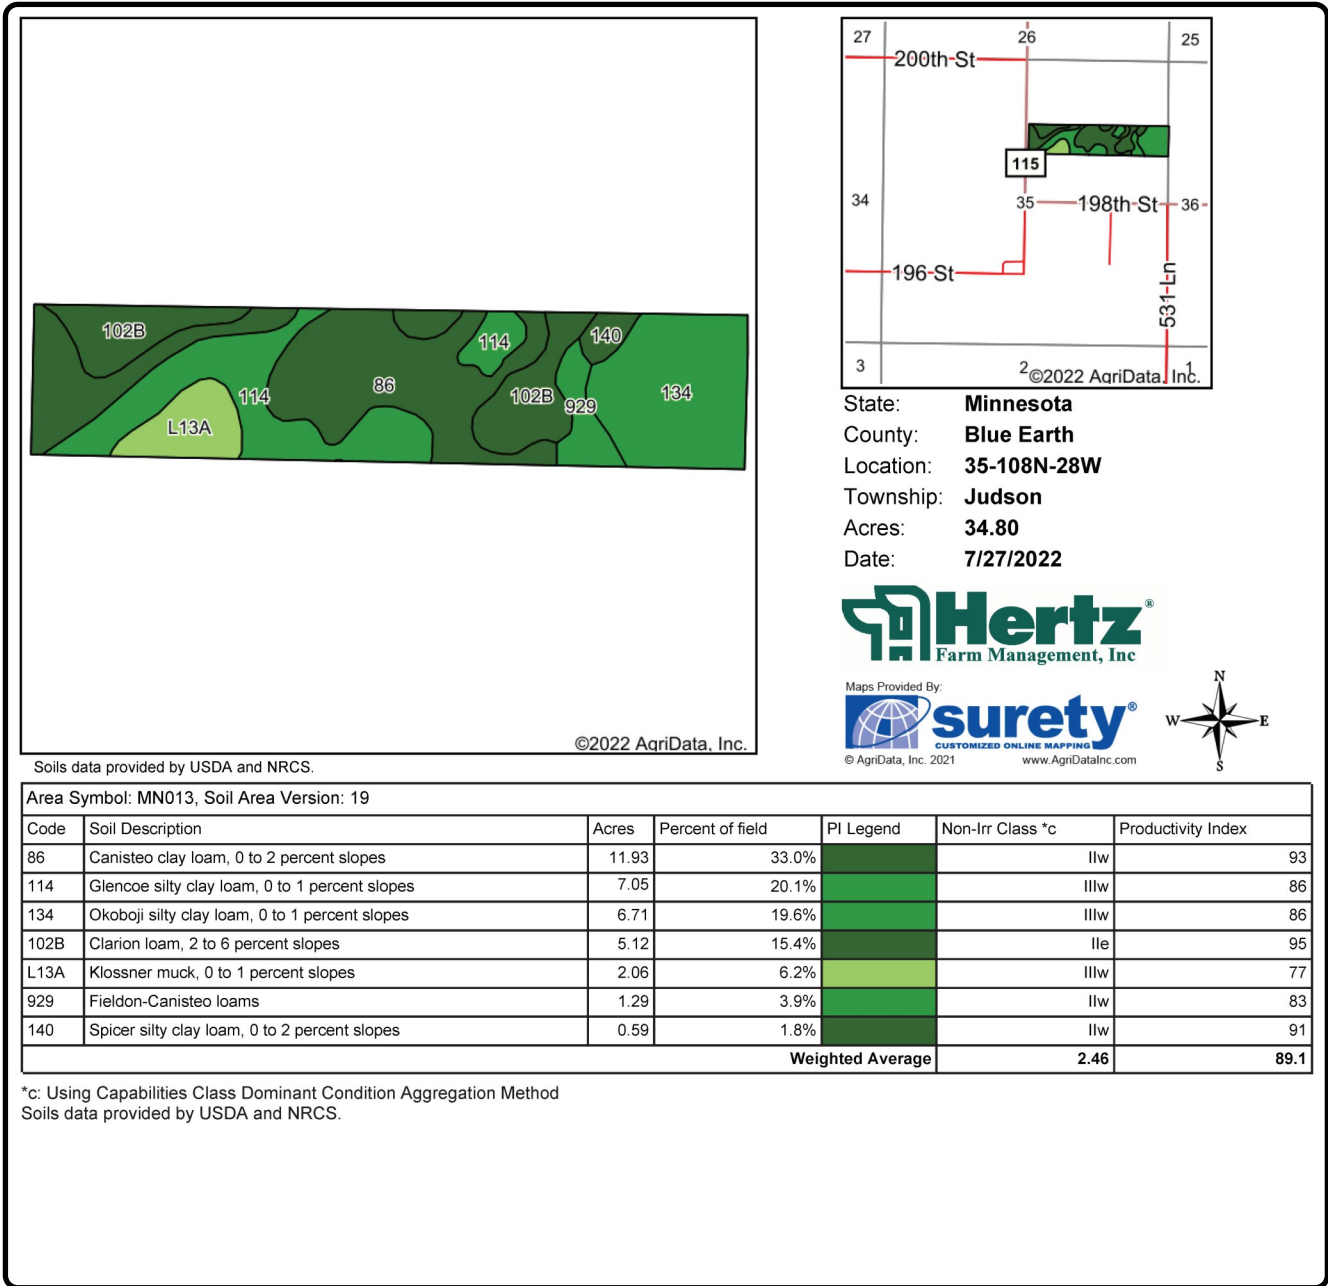 102B
114
140
86
114
102B
929
134
L13A
©2022 AgriData, Inc.
27
26
25
200th St
115
34
35
198th St
36
196 St
531 Ln
3
2
1
©2022 AgriData, Inc.
State: Minnesota
County: Blue Earth
Location: 35-108N-28W
Township: Judson
Acres: 34.80
Date: 7/27/2022
Hertz®
Farm Management, Inc
Maps Provided By:
surety®
CUSTOMIZED ONLINE MAPPING
© AgriData, Inc. 2021 www.AgriDataInc.com
N
W E
S
Soils data provided by USDA and NRCS.
Area Symbol: MN013, Soil Area Version: 19
Code Soil Description Acres Percent of field PI Legend Non-Irr Class *c Productivity Index
86 Canisteo clay loam, 0 to 2 percent slopes 11.93 33.0% IIw 93
114 Glencoe silty clay loam, 0 to 1 percent slopes 7.05 20.1% IIIw 86
134 Okoboji silty clay loam, 0 to 1 percent slopes 6.71 19.6% IIIw 86
102B Clarion loam, 2 to 6 percent slopes 5.12 15.4% IIe 95
L13A Klossner muck, 0 to 1 percent slopes 2.06 6.2% IIIw 77
929 Fieldon-Canisteo loams 1.29 3.9% IIw 83
140 Spicer silty clay loam, 0 to 2 percent slopes 0.59 1.8% IIw 91
Weighted Average 2.46 89.1
*c: Using Capabilities Class Dominant Condition Aggregation Method
Soils data provided by USDA and NRCS.